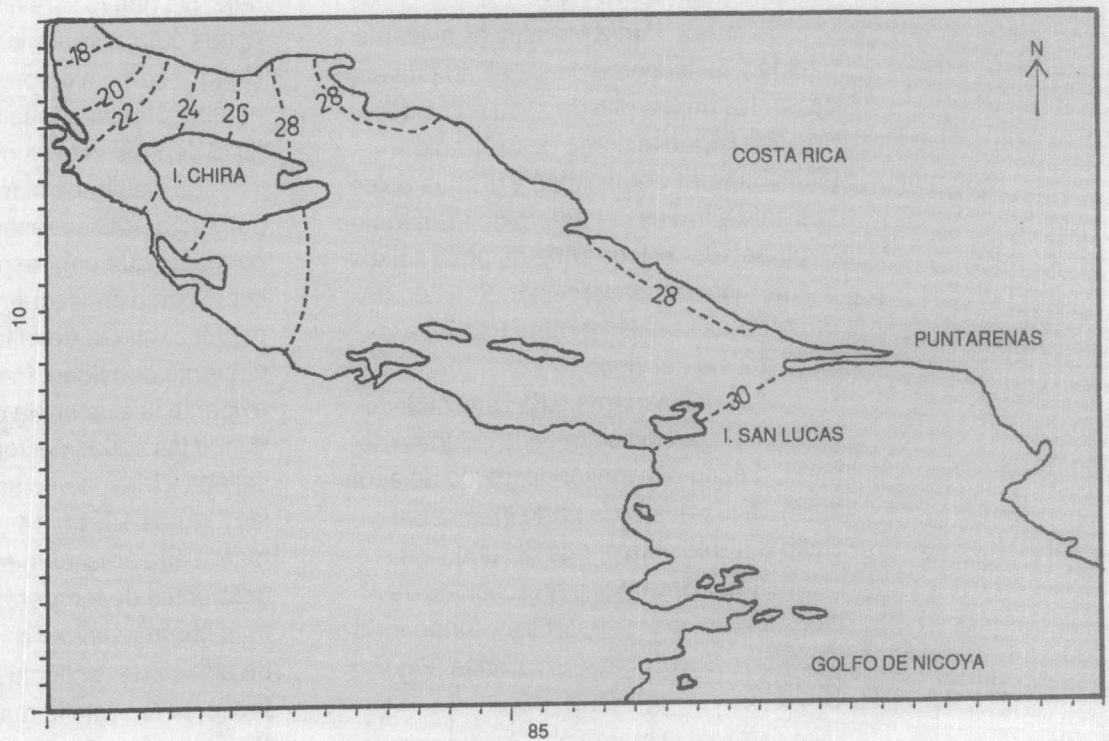 N
18
20
22
24
26
28
28
COSTA RICA
I. CHIRA
28
10
PUNTARENAS
30
I. SAN LUCAS
GOLFO DE NICOYA
85